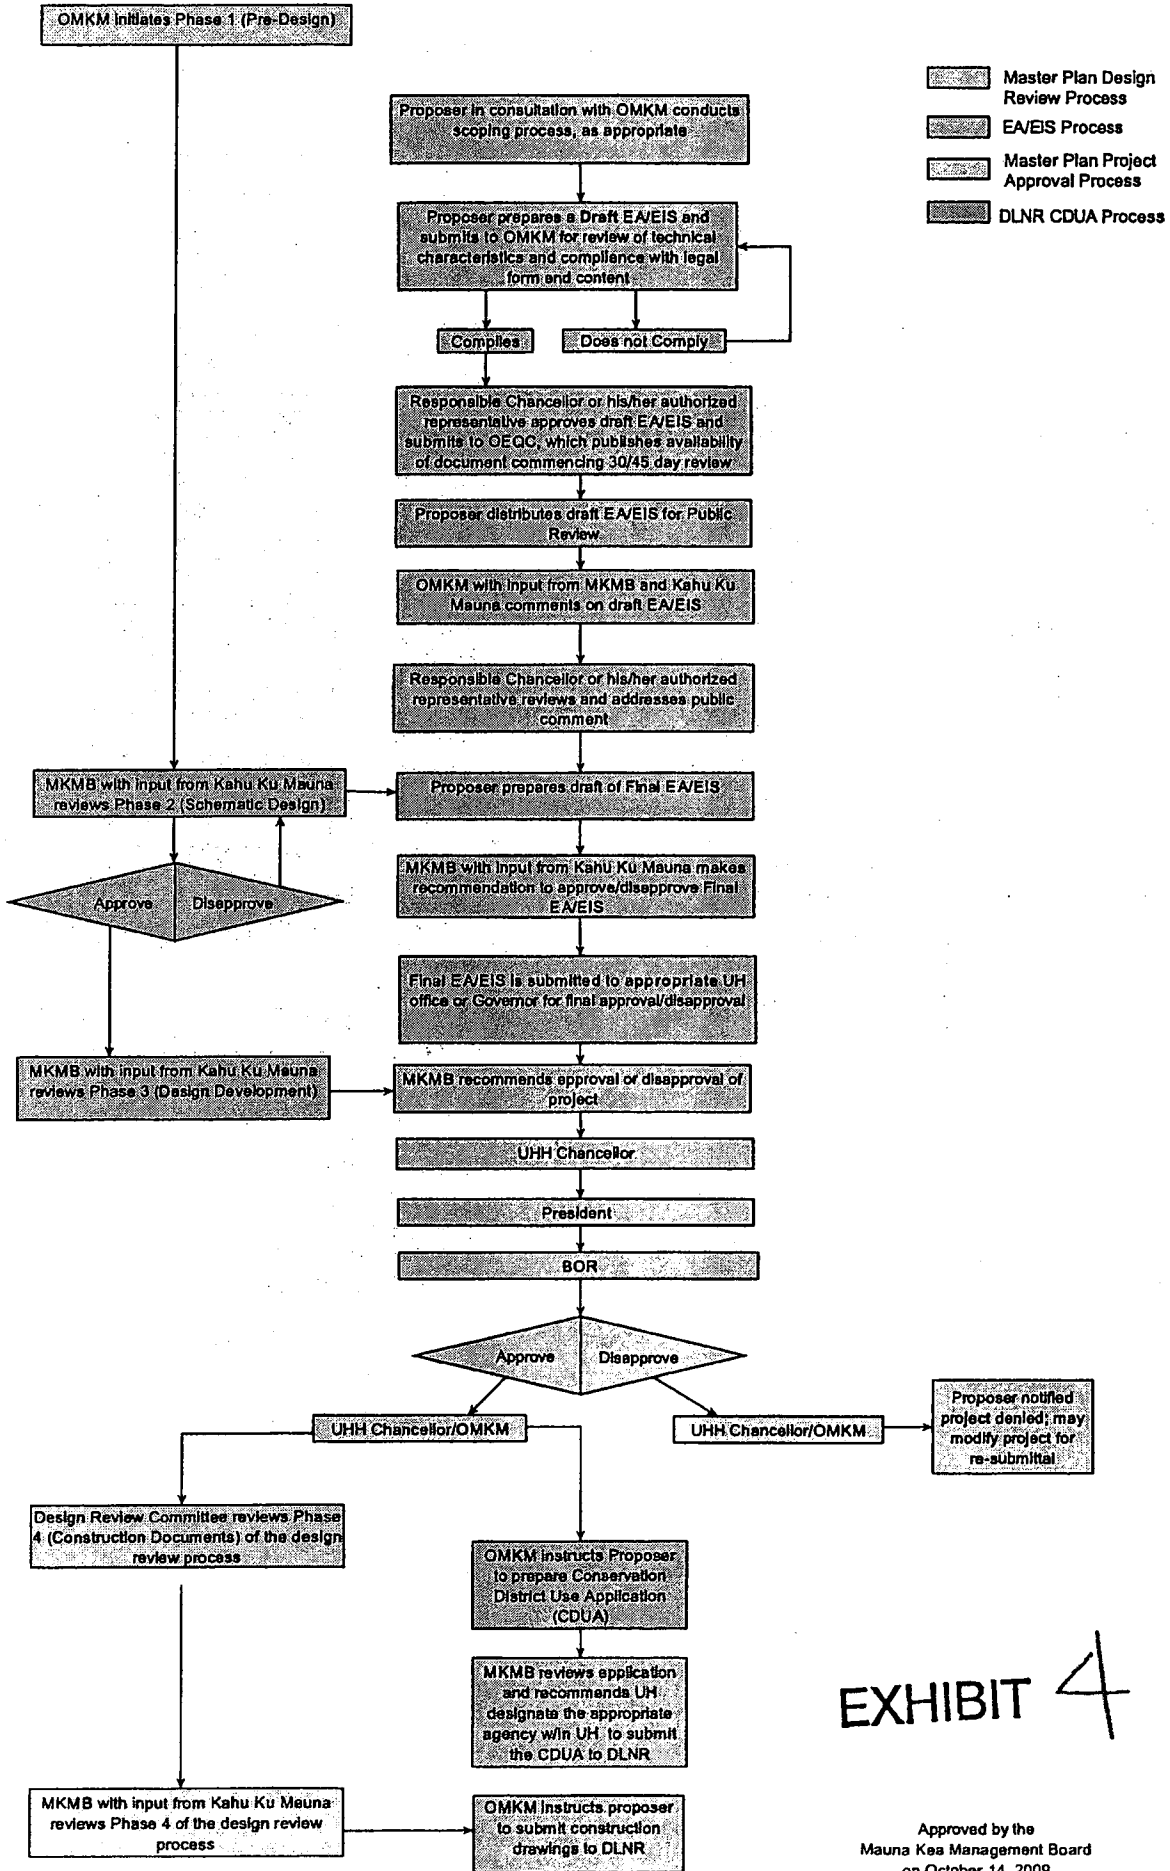 OMKM Initiates Phase 1 (Pre-Design)
Master Plan Design
Review Process
EA/EIS Process
Master Plan Project
Approval Process
DLNR CDUA Process
Proposer in consultation with OMKM conducts
scoping process, as appropriate
Proposer prepares a Draft EA/EIS and
submits to OMKM for review of technical
characteristics and compliance with legal
form and content
Complies
Does not Comply
Responsible Chancellor or his/her authorized
representative approves draft EA/EIS and
submits to OEQC, which publishes availability
of document commencing 30/45 day review
Proposer distributes draft EA/EIS for Public
Review
OMKM with input from MKMB and Kahu Ku
Mauna comments on draft EA/EIS
Responsible Chancellor or his/her authorized
representative reviews and addresses public
comment
MKMB with input from Kahu Ku Mauna
reviews Phase 2 (Schematic Design)
Proposer prepares draft of Final EA/EIS
Approve
Disapprove
MKMB with input from Kahu Ku Mauna makes
recommendation to approve/disapprove Final
EA/EIS
Final EA/EIS is submitted to appropriate UH
office or Governor for final approval/disapproval
MKMB with input from Kahu Ku Mauna
reviews Phase 3 (Design Development)
MKMB recommends approval or disapproval of
project
UHH Chancellor
President
BOR
Approve
Disapprove
UHH Chancellor/OMKM
UHH Chancellor/OMKM
Proposer notified
project denied; may
modify project for
re-submittal
Design Review Committee reviews Phase
4 (Construction Documents) of the design
review process
OMKM instructs Proposer
to prepare Conservation
District Use Application
(CDUA)
MKMB reviews application
and recommends UH
designate the appropriate
agency w/in UH to submit
the CDUA to DLNR
EXHIBIT 4
MKMB with input from Kahu Ku Mauna
reviews Phase 4 of the design review
process
OMKM instructs proposer
to submit construction
drawings to DLNR
Approved by the
Mauna Kea Management Board
on October 14, 2009